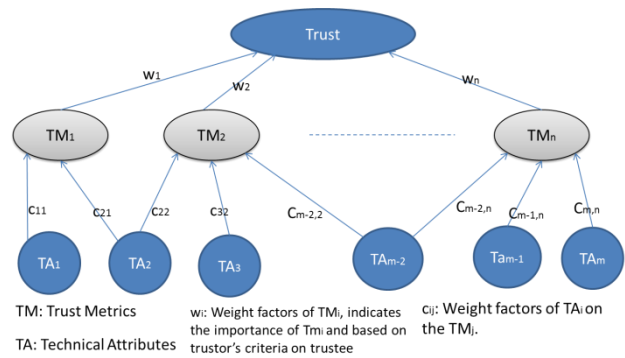 Trust
w1
w2
wn
TM1
TM2
TMn
c11
c21
c22
c32
Cm-2,2
Cm-2,n
Cm-1,n
Cm,n
TA1
TA2
TA3
TAm-2
Tam-1
TAm
TM: Trust Metrics
TA: Technical Attributes
wi: Weight factors of TMi, indicates
the importance of Tmi and based on
trustor's criteria on trustee
cij: Weight factors of TAi on
the TMj.